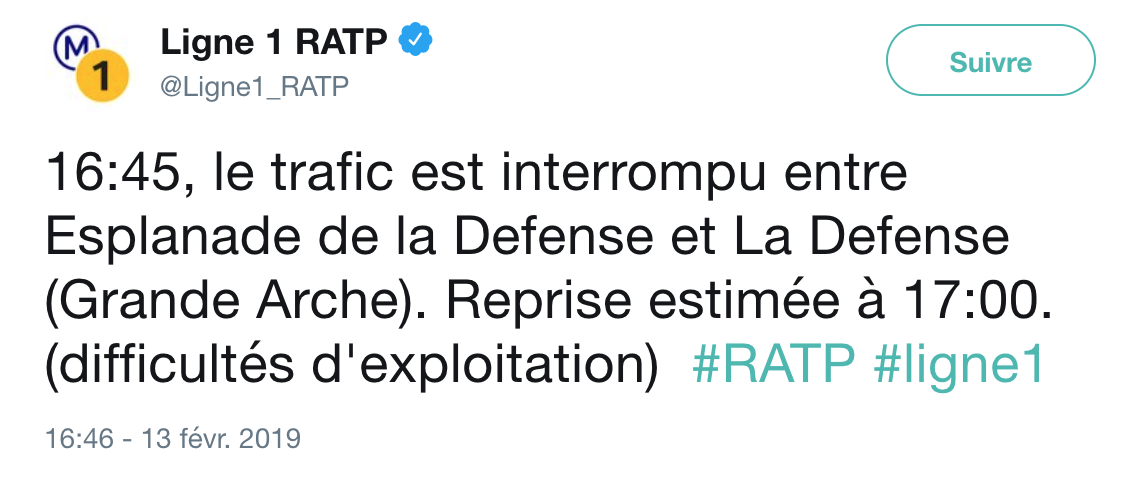 M
1
Ligne 1 RATP
@Ligne1_RATP
Suivre
16:45, le trafic est interrompu entre
Esplanade de la Defense et La Defense
(Grande Arche). Reprise estimée à 17:00.
(difficultés d'exploitation) #RATP #ligne1
16:46 - 13 févr. 2019